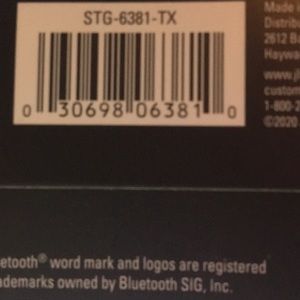 STG-6381-TX
0 30698 06381 0
Made i
Distrib
2612 B
Haywa
www.
custom
1-800-2
©2020
etooth® word mark and logos are registered
ademarks owned by Bluetooth SIG, Inc.